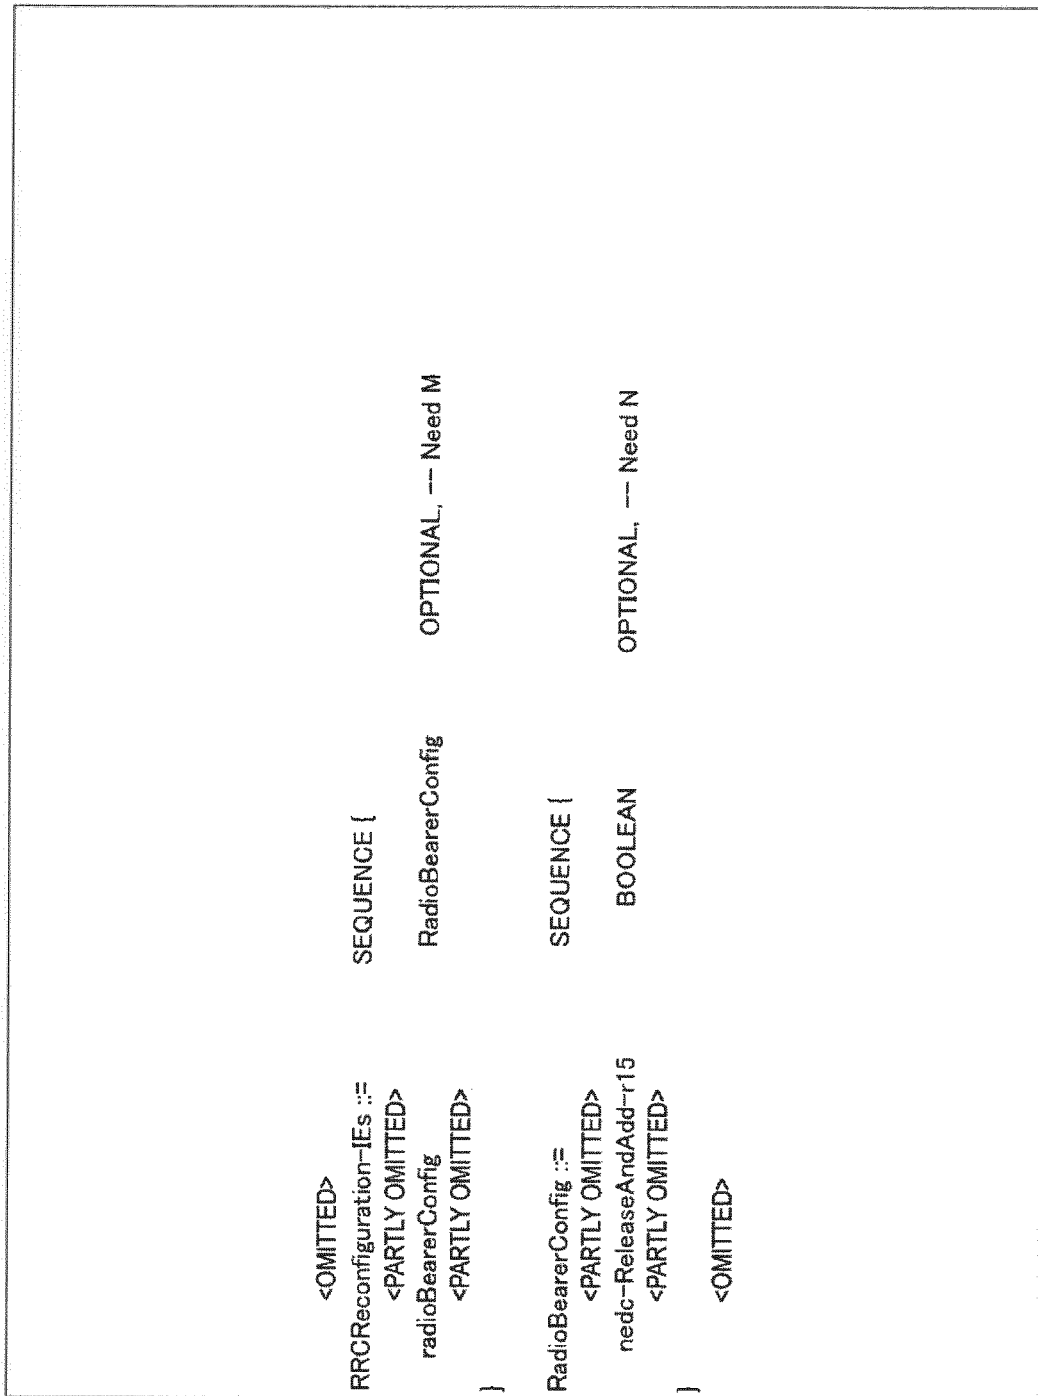 <OMITTED>
RRCReconfiguration-IEs ::= SEQUENCE {
<PARTLY OMITTED>
radioBearerConfig RadioBearerConfig OPTIONAL, -- Need M
<PARTLY OMITTED>
}
RadioBearerConfig ::= SEQUENCE {
<PARTLY OMITTED>
nedc-ReleaseAndAdd-r15 BOOLEAN OPTIONAL, -- Need N
<PARTLY OMITTED>
}
<OMITTED>